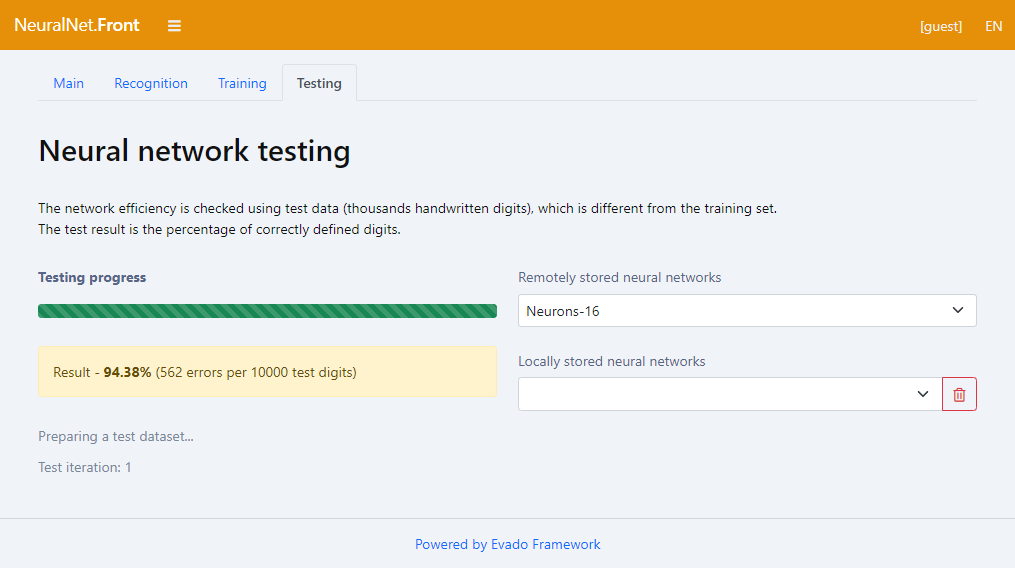 NeuralNet.Front
[guest] EN
Main Recognition Training Testing
Neural network testing
The network efficiency is checked using test data (thousands handwritten digits), which is different from the training set.
The test result is the percentage of correctly defined digits.
Testing progress
Result - 94.38% (562 errors per 10000 test digits)
Preparing a test dataset...
Test iteration: 1
Remotely stored neural networks
Neurons-16
Locally stored neural networks
Powered by Evado Framework